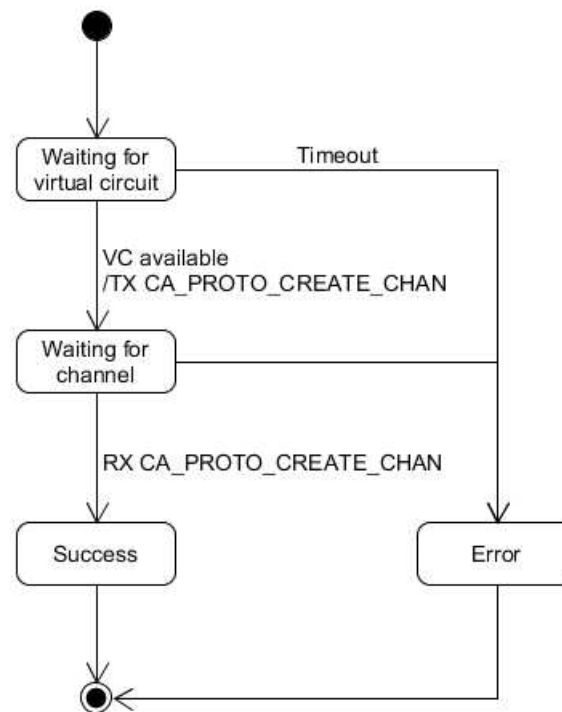 Waiting for
virtual circuit
Timeout
VC available
/TX CA_PROTO_CREATE_CHAN
Waiting for
channel
RX CA_PROTO_CREATE_CHAN
Success
Error